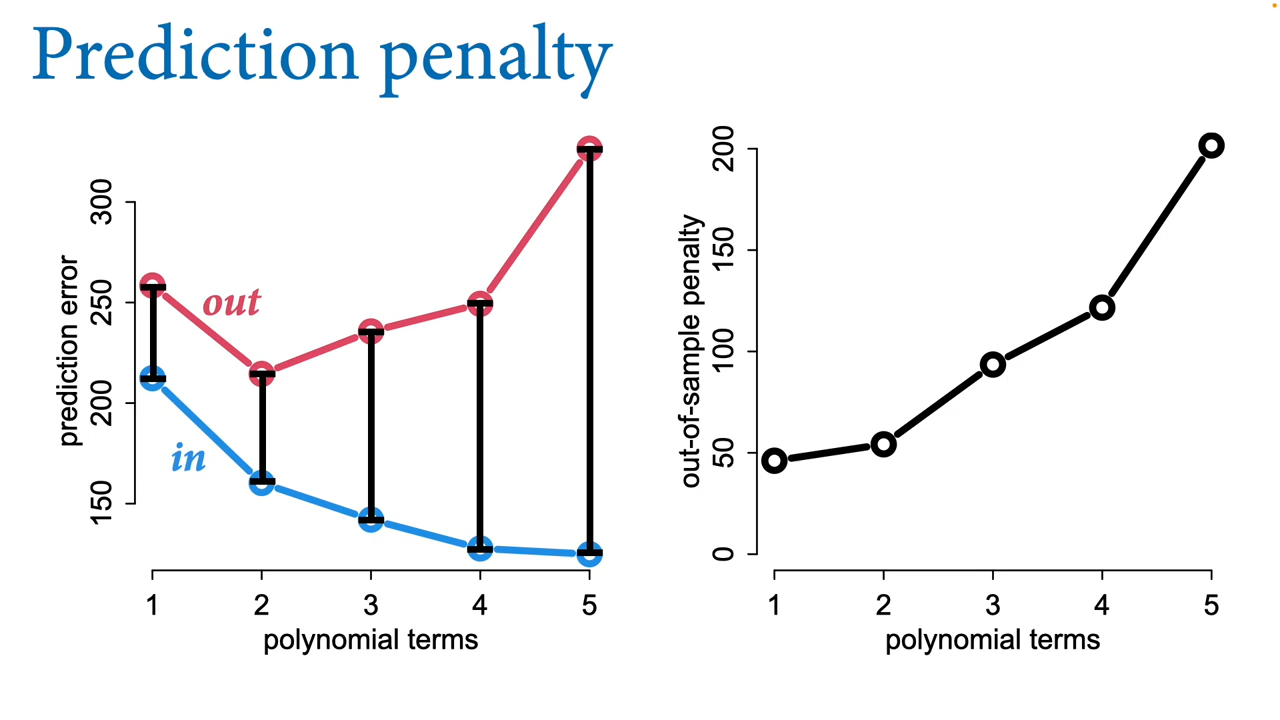 Prediction penalty
prediction error
300
250
200
150
out
in
1 2 3 4 5
polynomial terms
out-of-sample penalty
200
150
100
50
0
1 2 3 4 5
polynomial terms